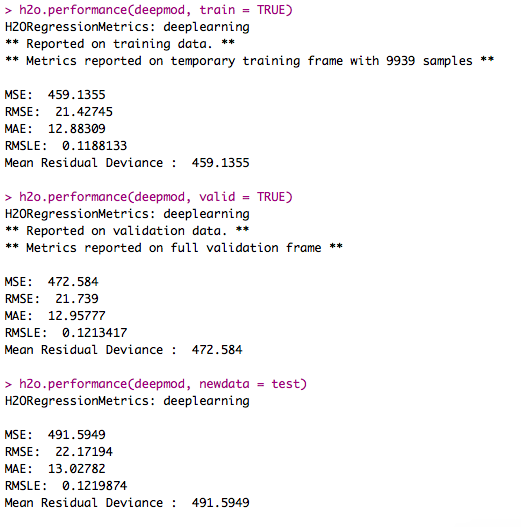 > h2o.performance(deepmod, train = TRUE)
H2ORegressionMetrics: deeplearning
** Reported on training data. **
** Metrics reported on temporary training frame with 9939 samples **
MSE:  459.1355
RMSE:  21.42745
MAE:  12.88309
RMSLE:  0.1188133
Mean Residual Deviance :  459.1355
> h2o.performance(deepmod, valid = TRUE)
H2ORegressionMetrics: deeplearning
** Reported on validation data. **
** Metrics reported on full validation frame **
MSE:  472.584
RMSE:  21.739
MAE:  12.95777
RMSLE:  0.1213417
Mean Residual Deviance :  472.584
> h2o.performance(deepmod, newdata = test)
H2ORegressionMetrics: deeplearning
MSE:  491.5949
RMSE:  22.17194
MAE:  13.02782
RMSLE:  0.1219874
Mean Residual Deviance :  491.5949